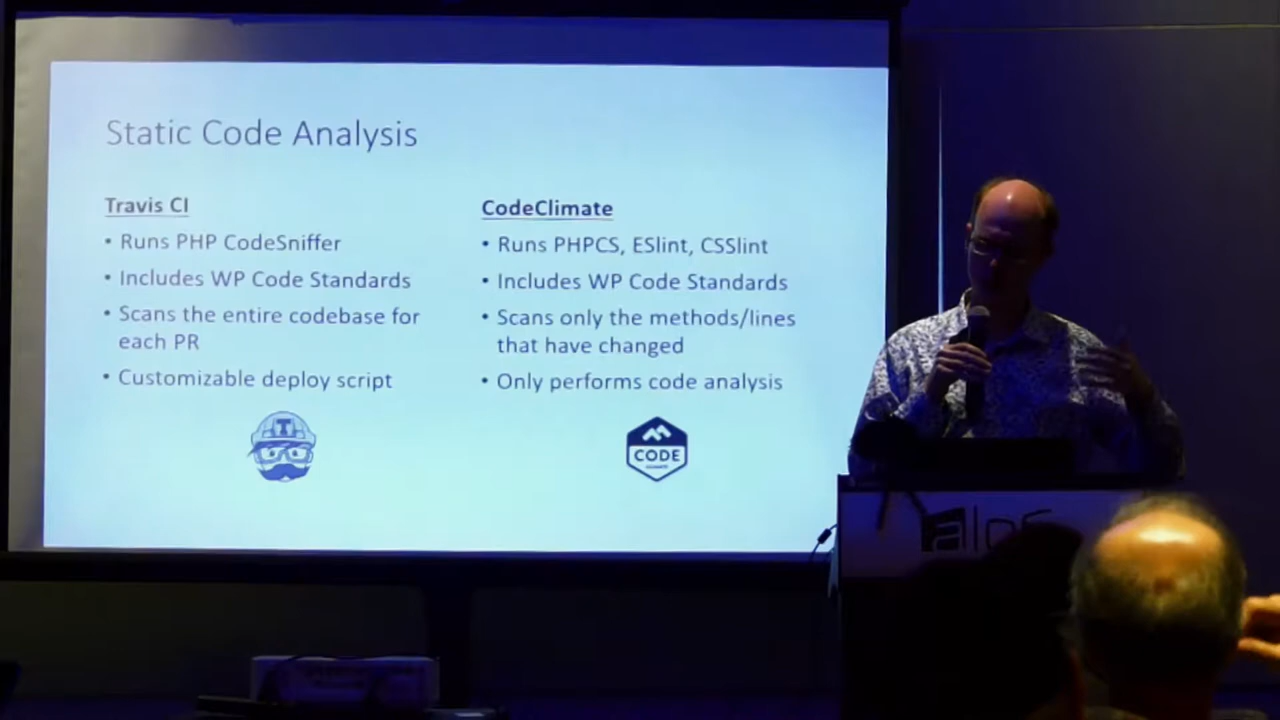 Static Code Analysis
Travis CI
• Runs PHP CodeSniffer
• Includes WP Code Standards
• Scans the entire codebase for
each PR
• Customizable deploy script
T
CodeClimate
• Runs PHPCS, ESlint, CSSlint
• Includes WP Code Standards
• Scans only the methods/lines
that have changed
• Only performs code analysis
CODE
CLIMATE